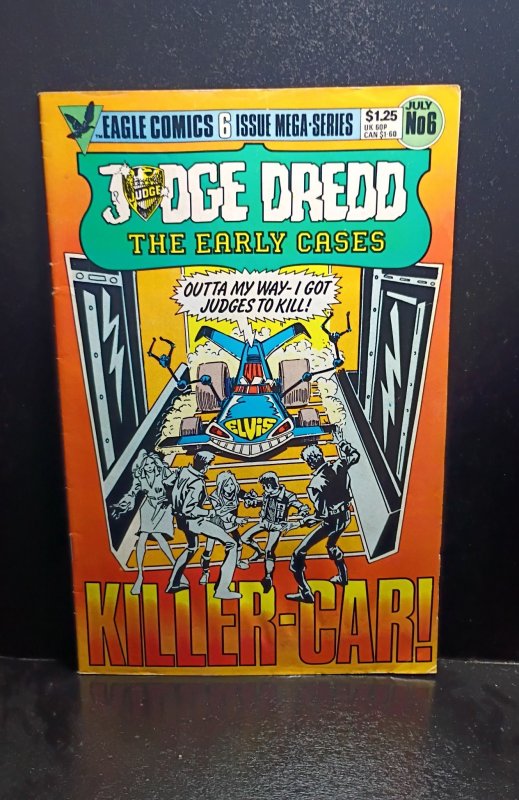 ™ EAGLE COMICS 6 ISSUE MEGA-SERIES
$1.25
UK 60P
CAN $1·60
JULY
No6
JUDGE DREDD
JUDGE
THE EARLY CASES
OUTTA MY WAY- I GOT
JUDGES TO KILL!
ELVIS
KILLER-CAR!